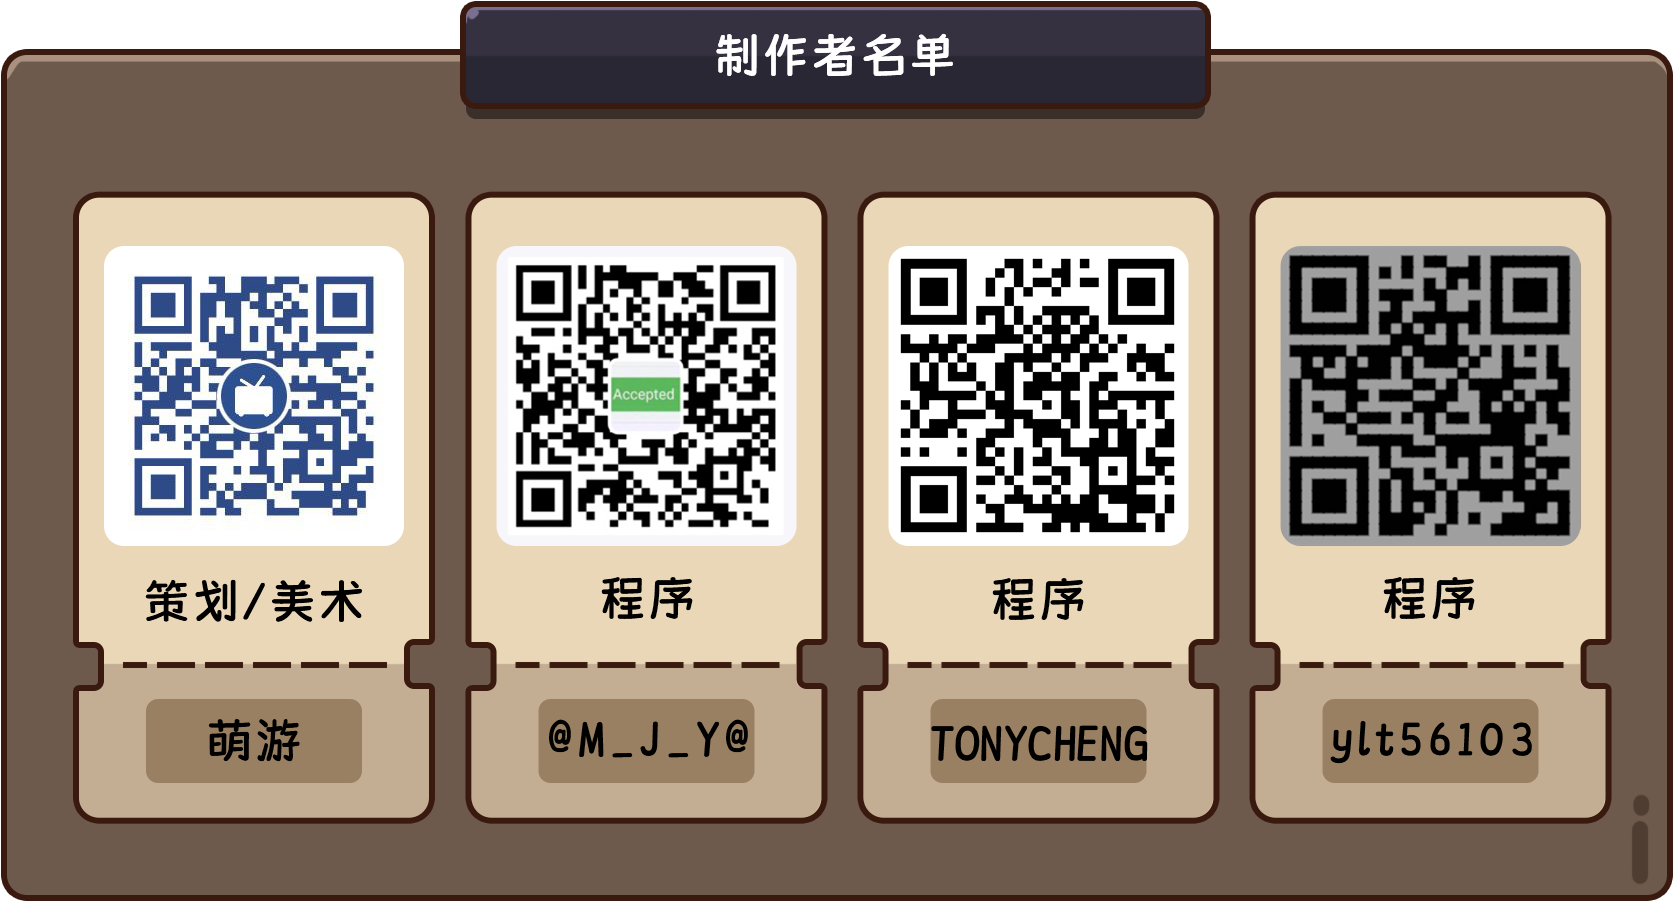 制作者名单
Accepted
策划/美术
程序
程序
程序
萌游
@M_J_Y@
TONYCHENG
ylt56103